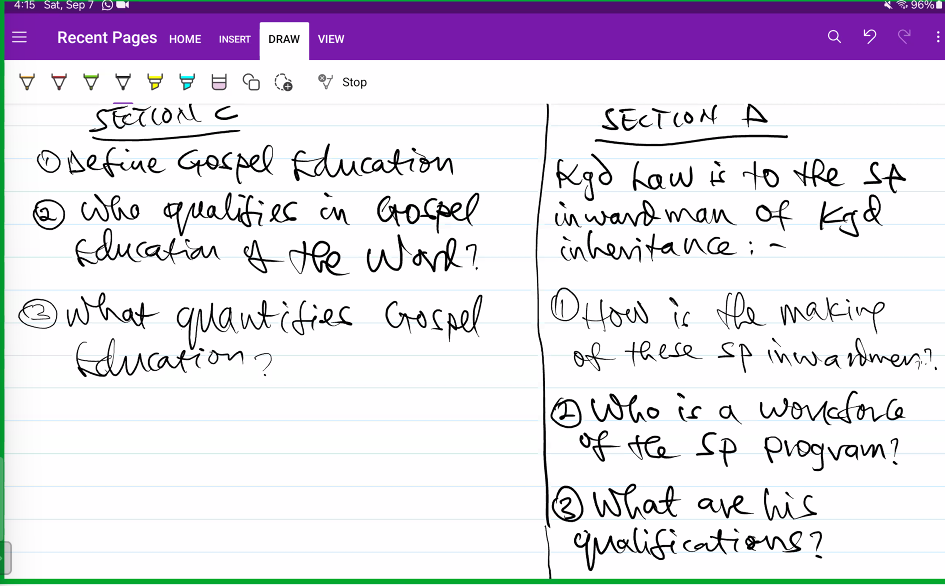 4:15 Sat, Sep 7 96%
Recent Pages HOME INSERT DRAW VIEW
Stop
SECTION C
① Define Gospel Education
② Who qualifies in Gospel
Education of the Word?
③ What quantifies Gospel
Education?
SECTION A
Kgd Law is to the
inwardman of Kgd
inheritance : -
① How is the making
of these sp inwardmen?
② Who is a workforce
of the Sp program?
③ What are his
qualifications?